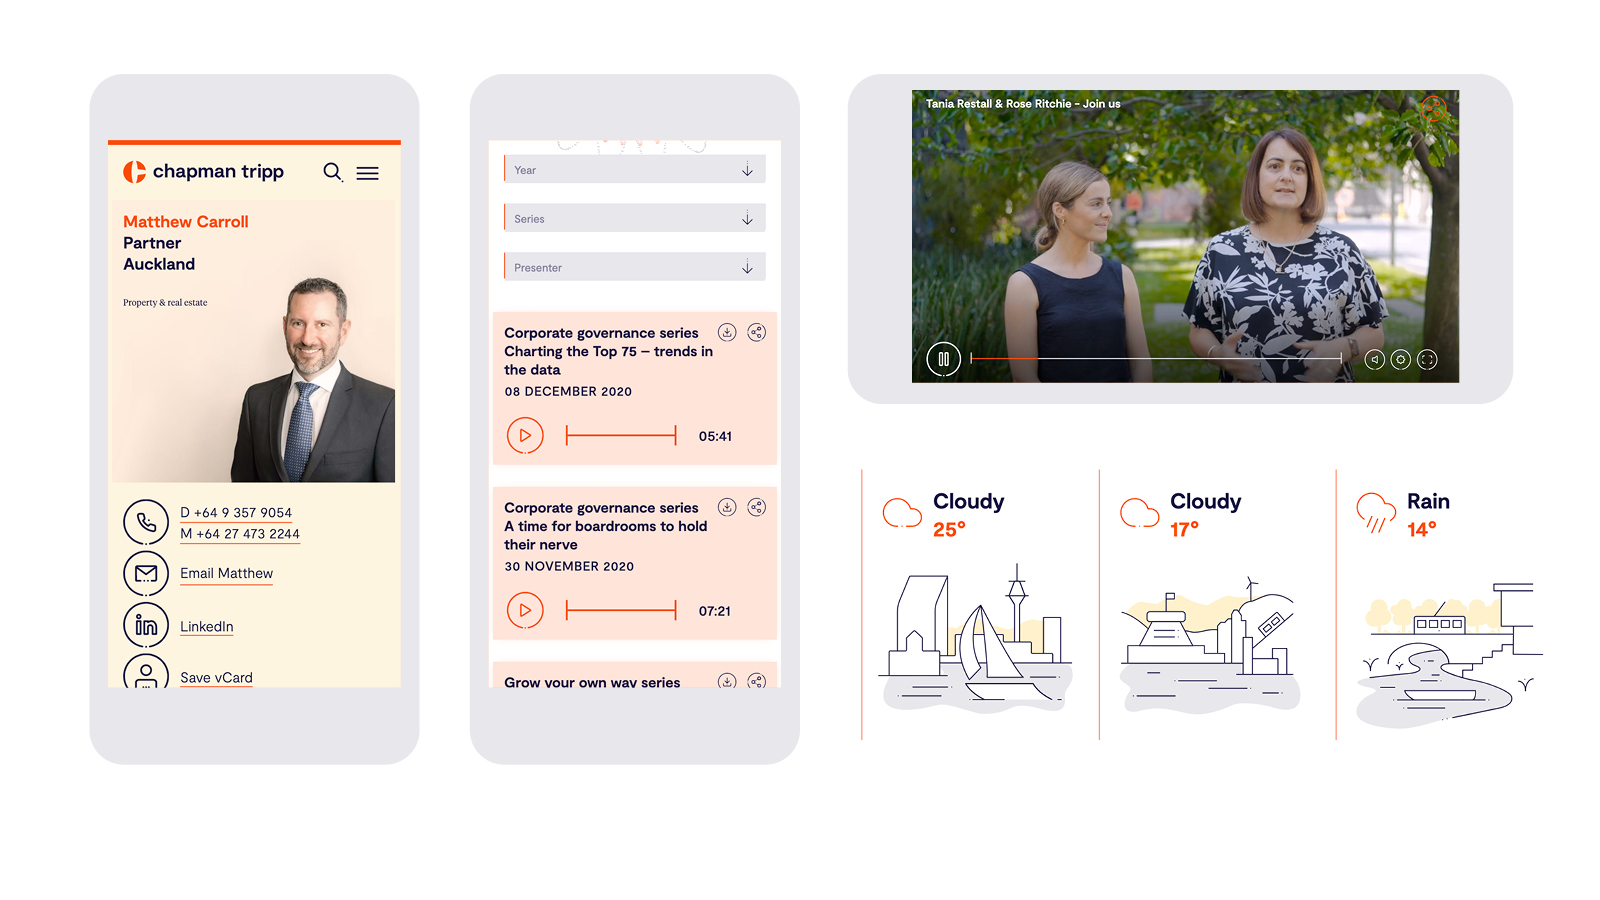 chapman tripp
Matthew Carroll
Partner
Auckland
Property & real estate
D +64 9 357 9054
M +64 27 473 2244
Email Matthew
LinkedIn
Save vCard
Year
Series
Presenter
Corporate governance series
Charting the Top 75 – trends in
the data
08 DECEMBER 2020
05:41
Corporate governance series
A time for boardrooms to hold
their nerve
30 NOVEMBER 2020
07:21
Grow your own way series
Tania Restall & Rose Ritchie - Join us
Cloudy
25°
Cloudy
17°
Rain
14°